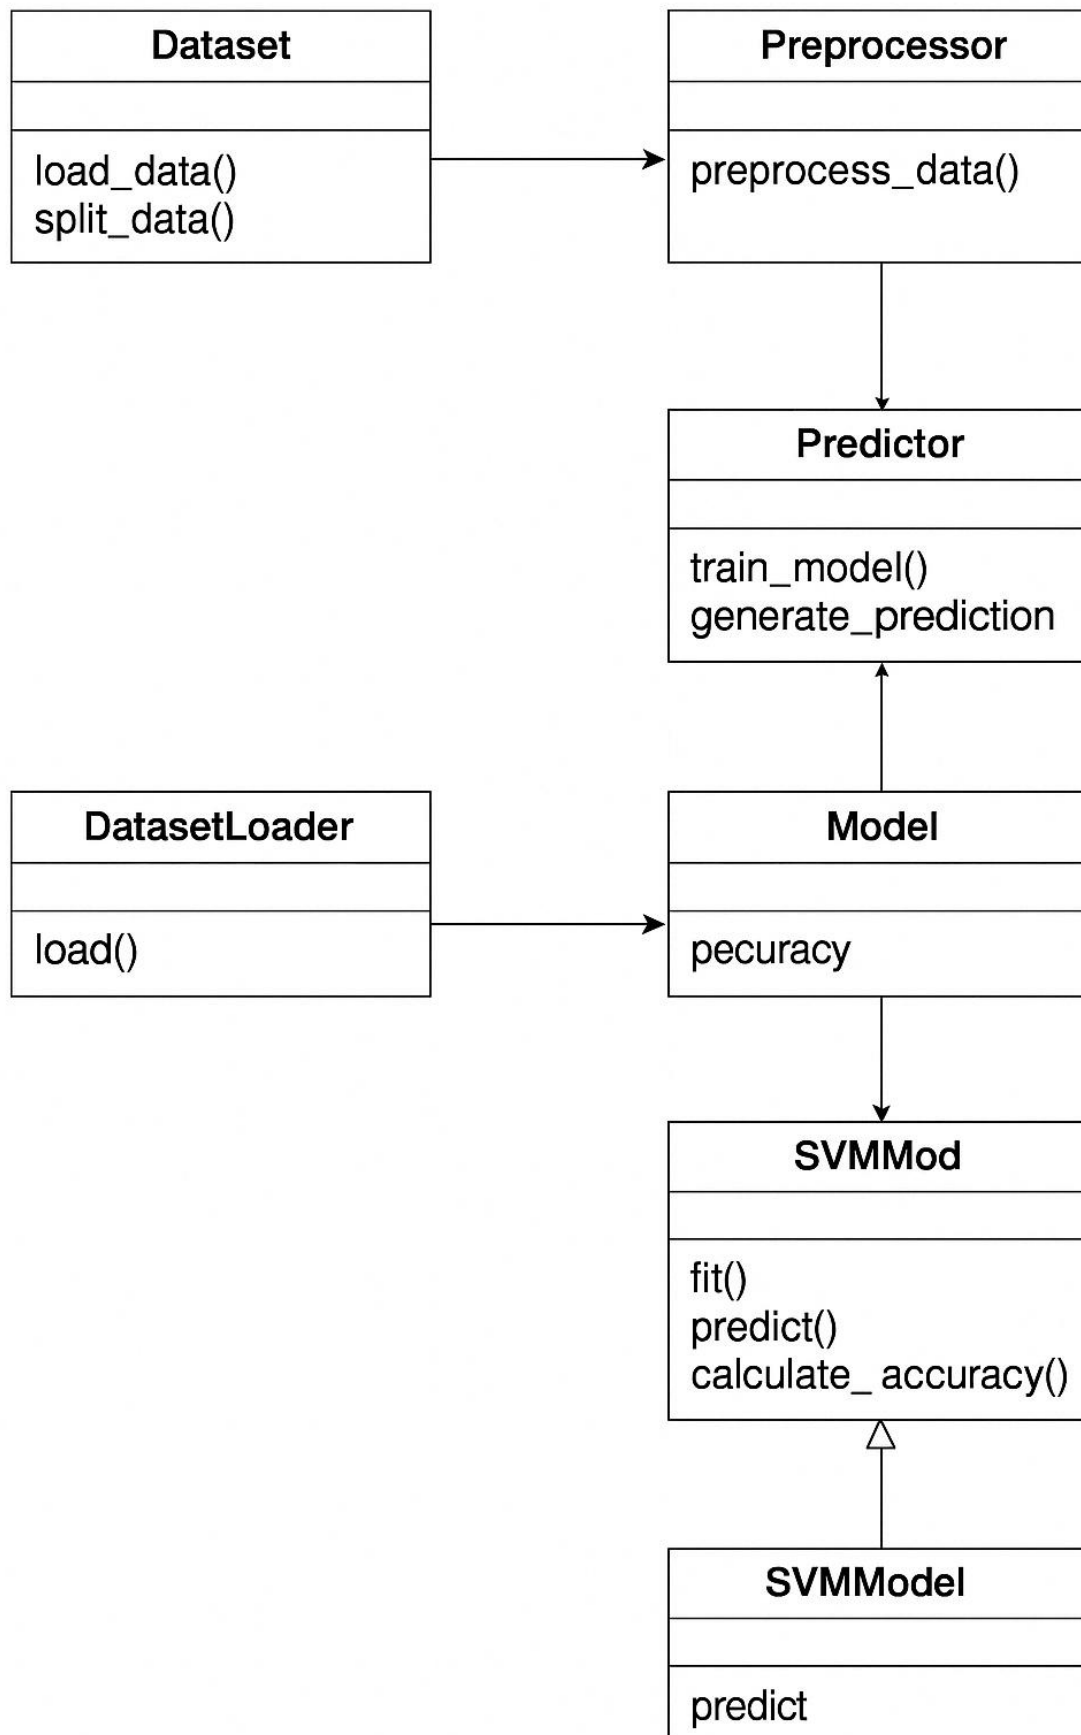 Dataset
load_data()
split_data()
Preprocessor
preprocess_data()
Predictor
train_model()
generate_prediction
DatasetLoader
load()
Model
pecuracy
SVMMod
fit()
predict()
calculate_ accuracy()
SVMModel
predict